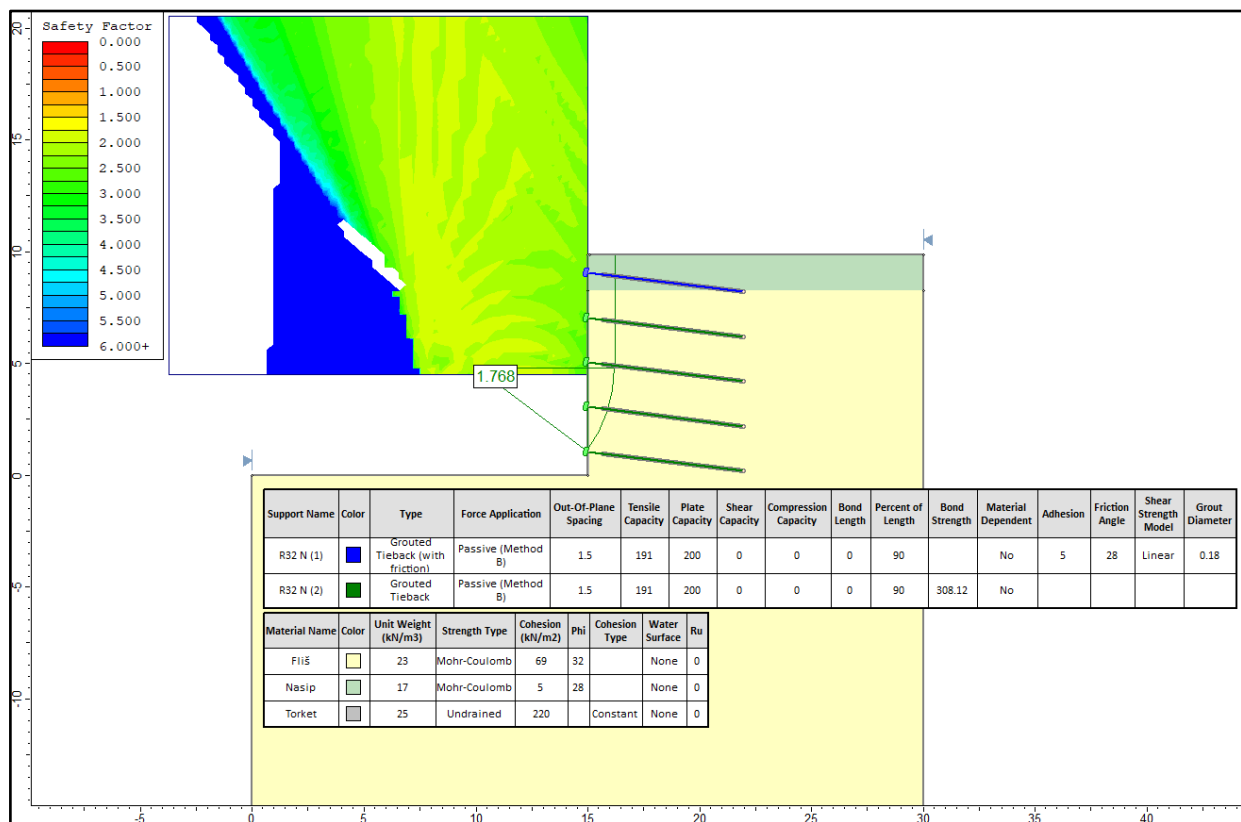 Safety Factor
0.000
0.500
1.000
1.500
2.000
2.500
3.000
3.500
4.000
4.500
5.000
5.500
6.000+
20
15
10
5
0
-5
-10
1.768
Support Name Color Type Force Application Out-Of-Plane Spacing Tensile Capacity Plate Capacity Shear Capacity Compression Capacity Bond Length Percent of Length Bond Strength Material Dependent Adhesion Friction Angle Shear Strength Model Grout Diameter
R32 N (1) Grouted Tieback (with friction) Passive (Method B) 1.5 191 200 0 0 0 90 No 5 28 Linear 0.18
R32 N (2) Grouted Tieback Passive (Method B) 1.5 191 200 0 0 0 90 308.12 No
Material Name Color Unit Weight (kN/m3) Strength Type Cohesion (kN/m2) Phi Cohesion Type Water Surface Ru
Fliš 23 Mohr-Coulomb 69 32 None 0
Nasip 17 Mohr-Coulomb 5 28 None 0
Torket 25 Undrained 220 Constant None 0
-5 0 5 10 15 20 25 30 35 40